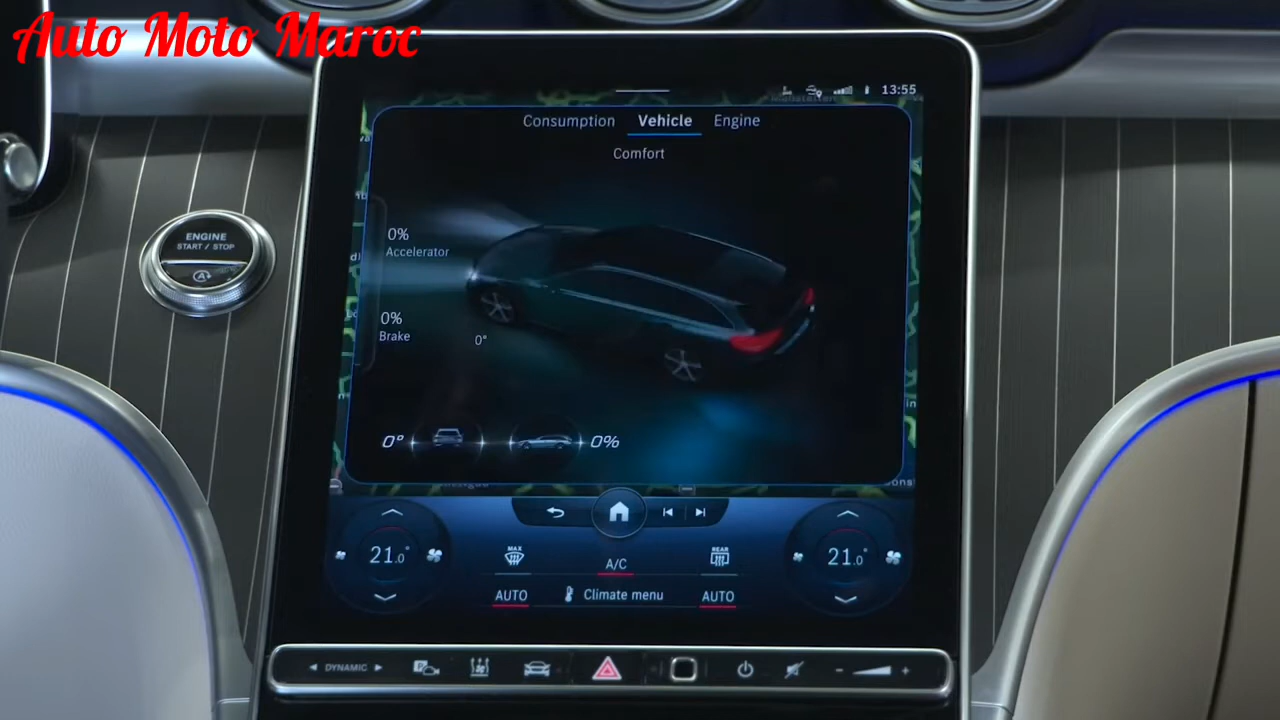 Auto Moto Maroc
13:55
Consumption Vehicle Engine
Comfort
ENGINE
START / STOP
A
0%
Accelerator
0%
Brake
0°
0° 0%
MAX REAR
21.0° A/C 21.0°
AUTO Climate menu AUTO
DYNAMIC